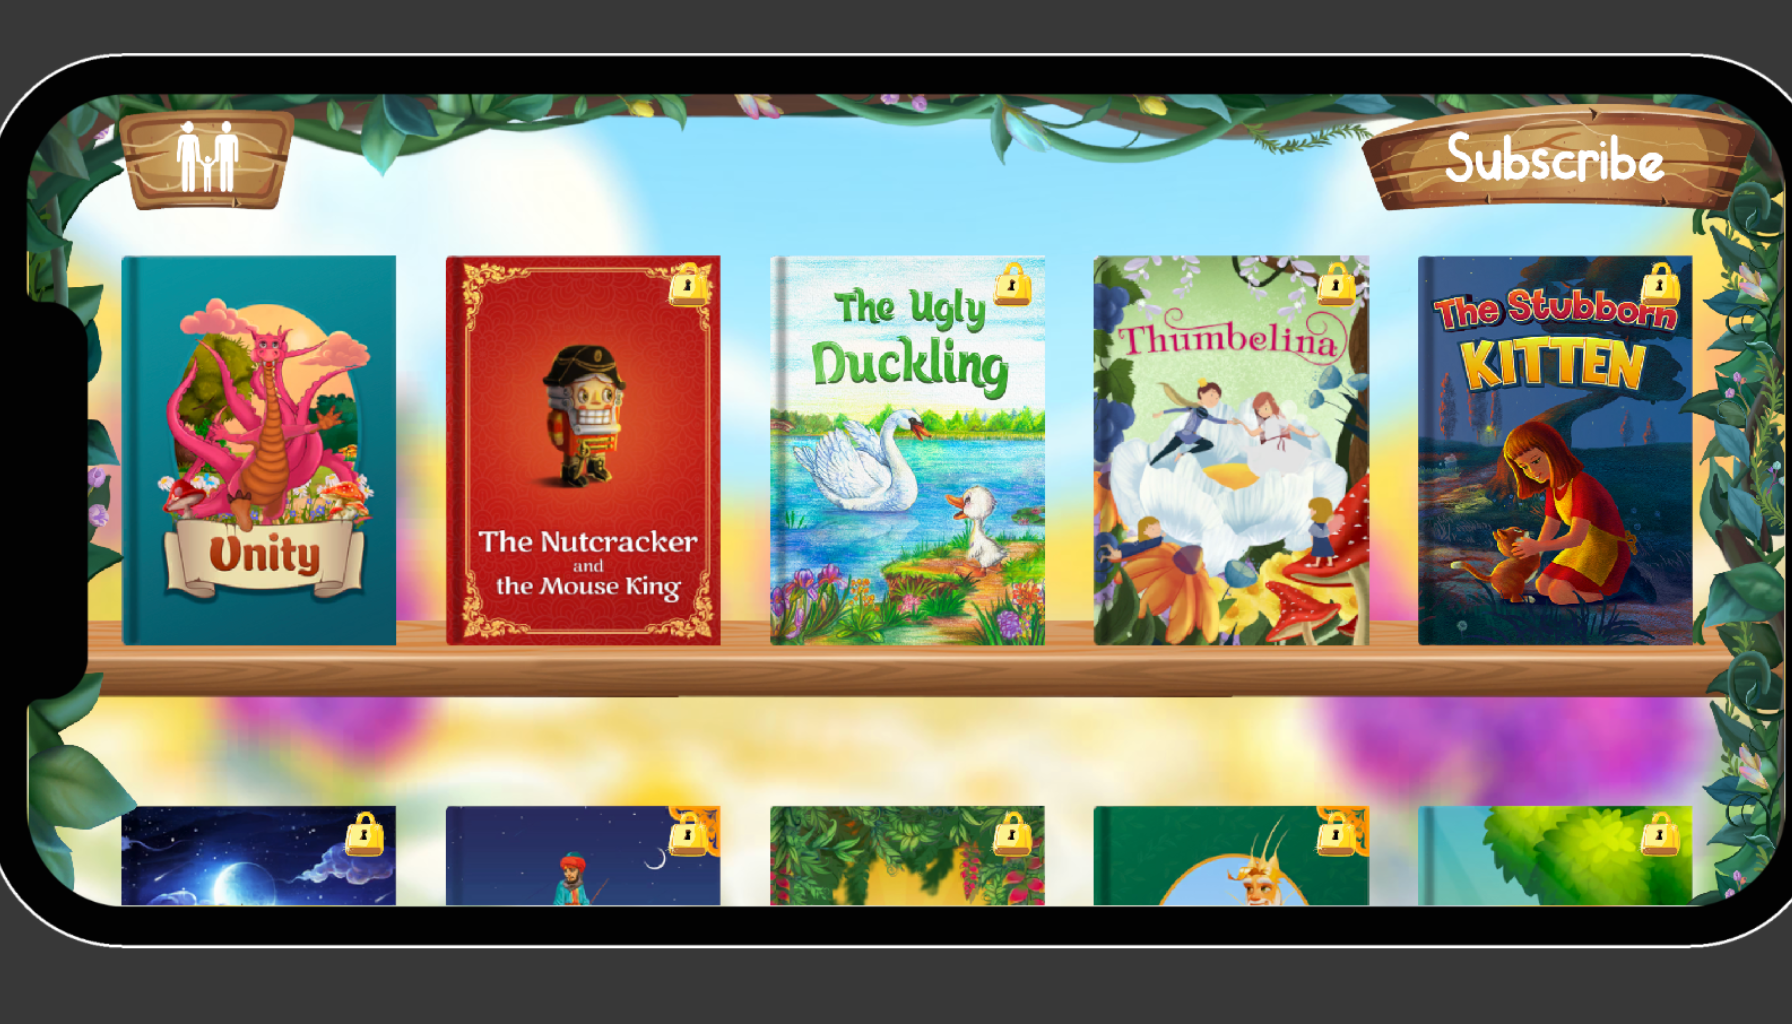 Subscribe
Unity
The Nutcracker
and
the Mouse King
The Ugly
Duckling
Thumbelina
The Stubborn
KITTEN